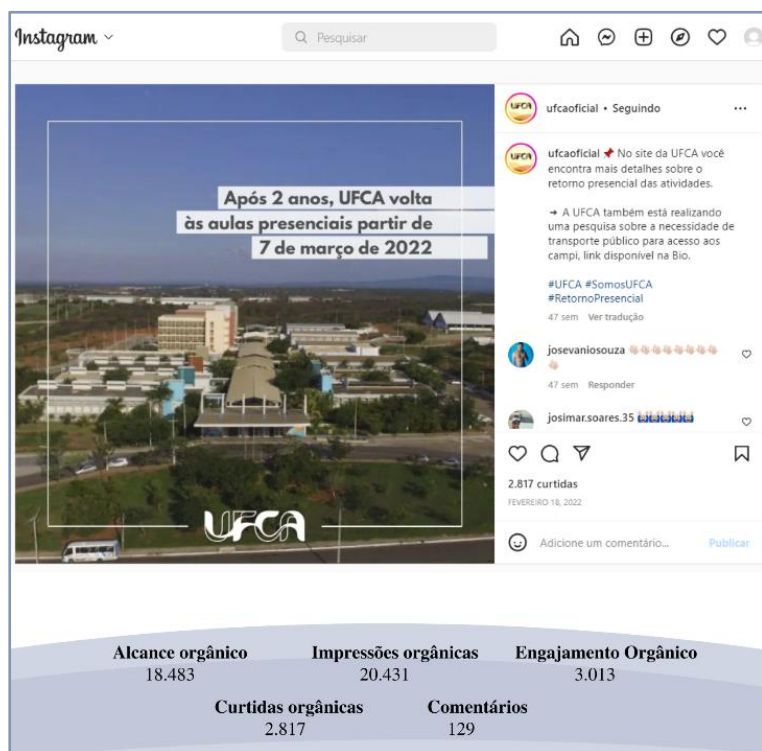 Instagram
Pesquisar
Após 2 anos, UFCA volta
às aulas presenciais partir de
7 de março de 2022
UFCA
UFCA
ufcaoficial • Seguindo
UFCA
ufcaoficial 📌 No site da UFCA você
encontra mais detalhes sobre o
retorno presencial das atividades.
➔ A UFCA também está realizando
uma pesquisa sobre a necessidade de
transporte público para acesso aos
campi, link disponível na Bio.
#UFCA #SomosUFCA
#RetornoPresencial
47 sem Ver tradução
josevaniosouza 👏🏻👏🏻👏🏻👏🏻👏🏻👏🏻👏🏻👏🏻
👏🏻
47 sem Responder
josimar.soares.35 🙌🏻🙌🏻🙌🏻🙌🏻🙌🏻
2.817 curtidas
FEVEREIRO 18, 2022
Adicione um comentário... Publicar
Alcance orgânico Impressões orgânicas Engajamento Orgânico
18.483 20.431 3.013
Curtidas orgânicas Comentários
2.817 129